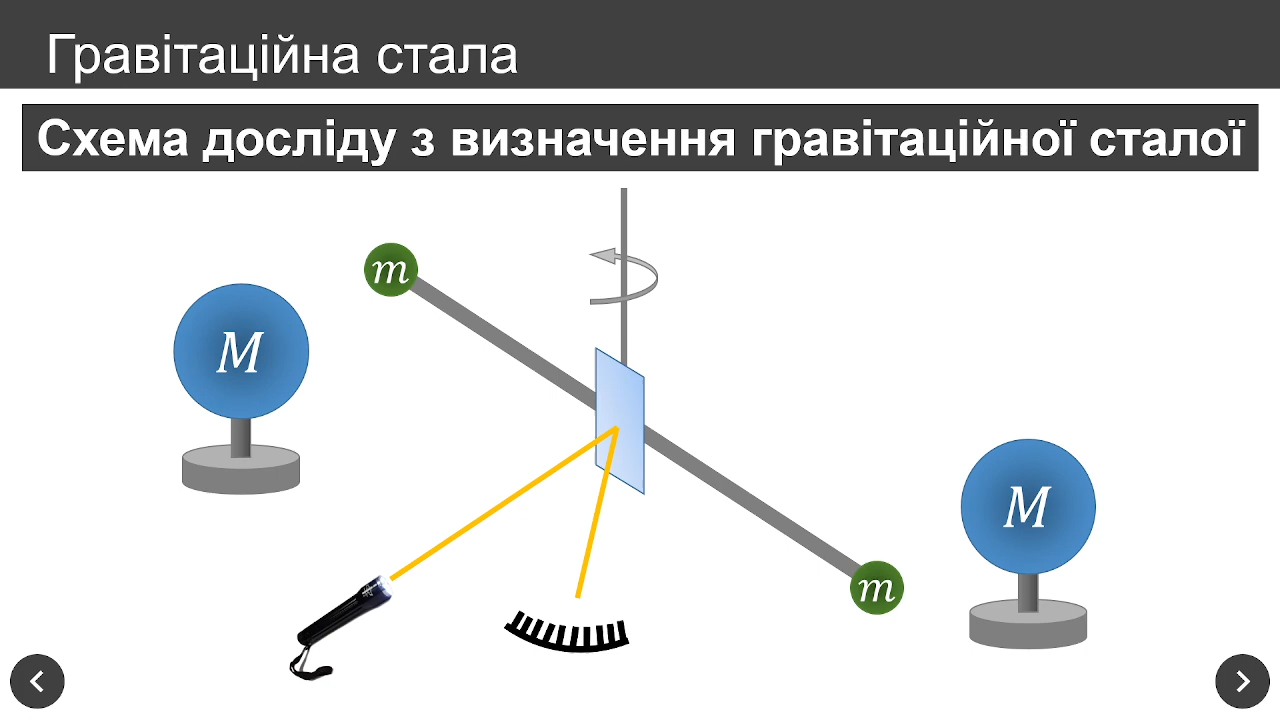 Гравітаційна стала
Схема досліду з визначення гравітаційної сталої
m
M
M
m